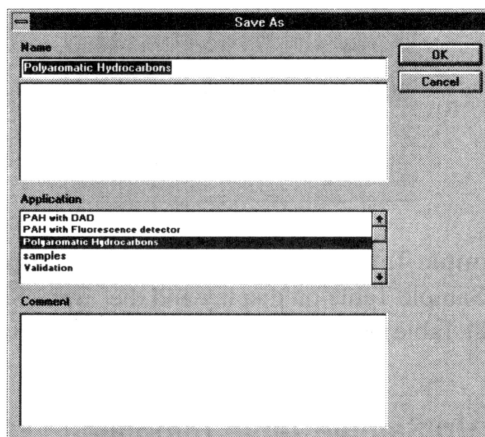 Save As
Name
OK
Polyaromatic Hydrocarbons
Cancel
Application
PAH with DAD
PAH with Fluorescence detector
Polyaromatic Hydrocarbons
samples
Validation
Comment